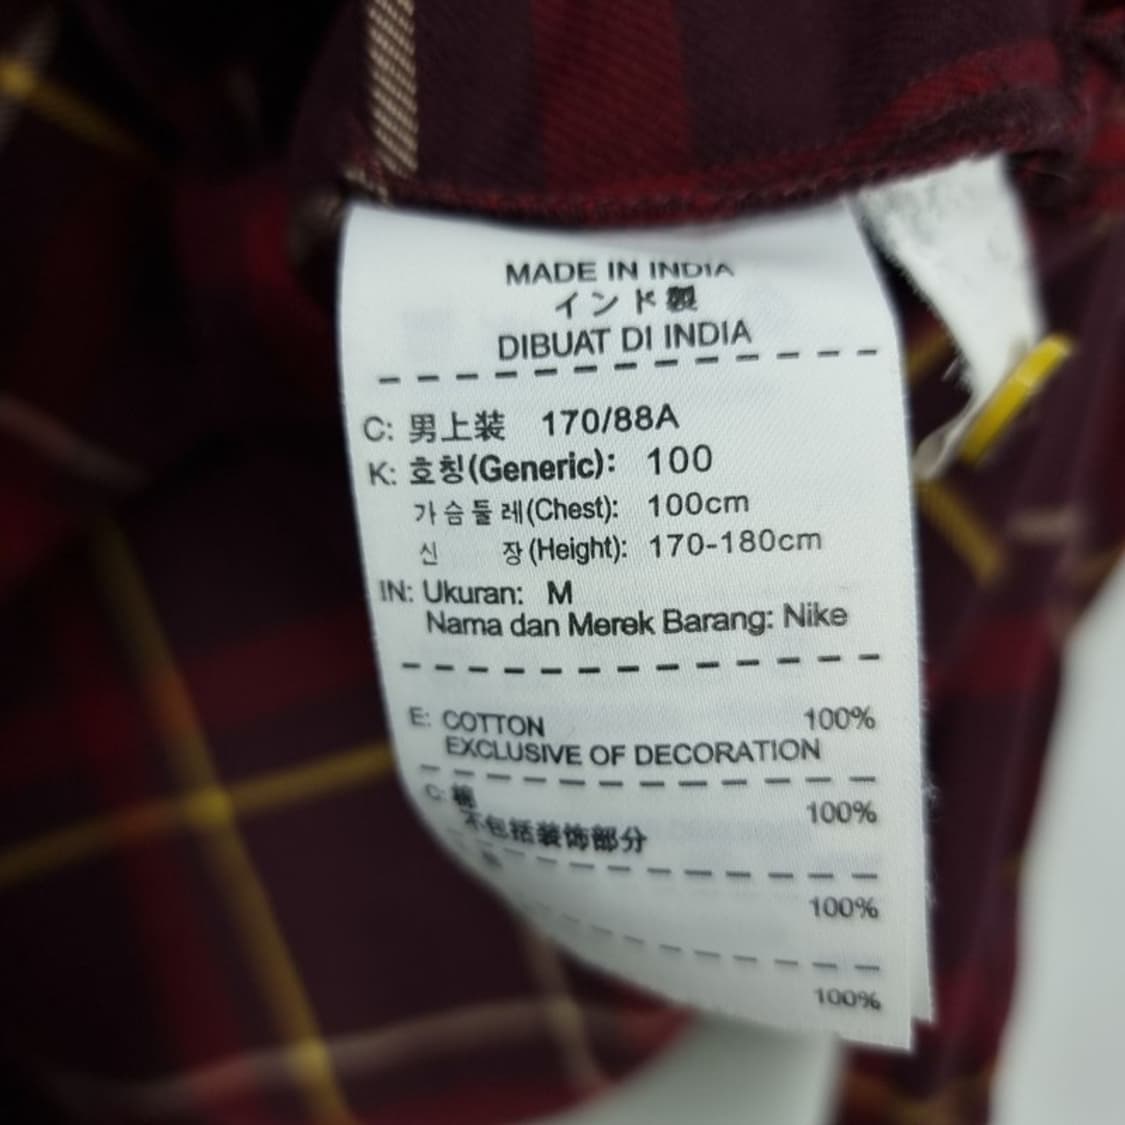 MADE IN INDIA
インド製
DIBUAT DI INDIA
C: 男上装 170/88A
K: 호칭(Generic): 100
가슴둘레(Chest): 100cm
신 장(Height): 170-180cm
IN: Ukuran: M
Nama dan Merek Barang: Nike
E: COTTON 100%
EXCLUSIVE OF DECORATION
C: 棉 100%
不包括装饰部分
100%
100%